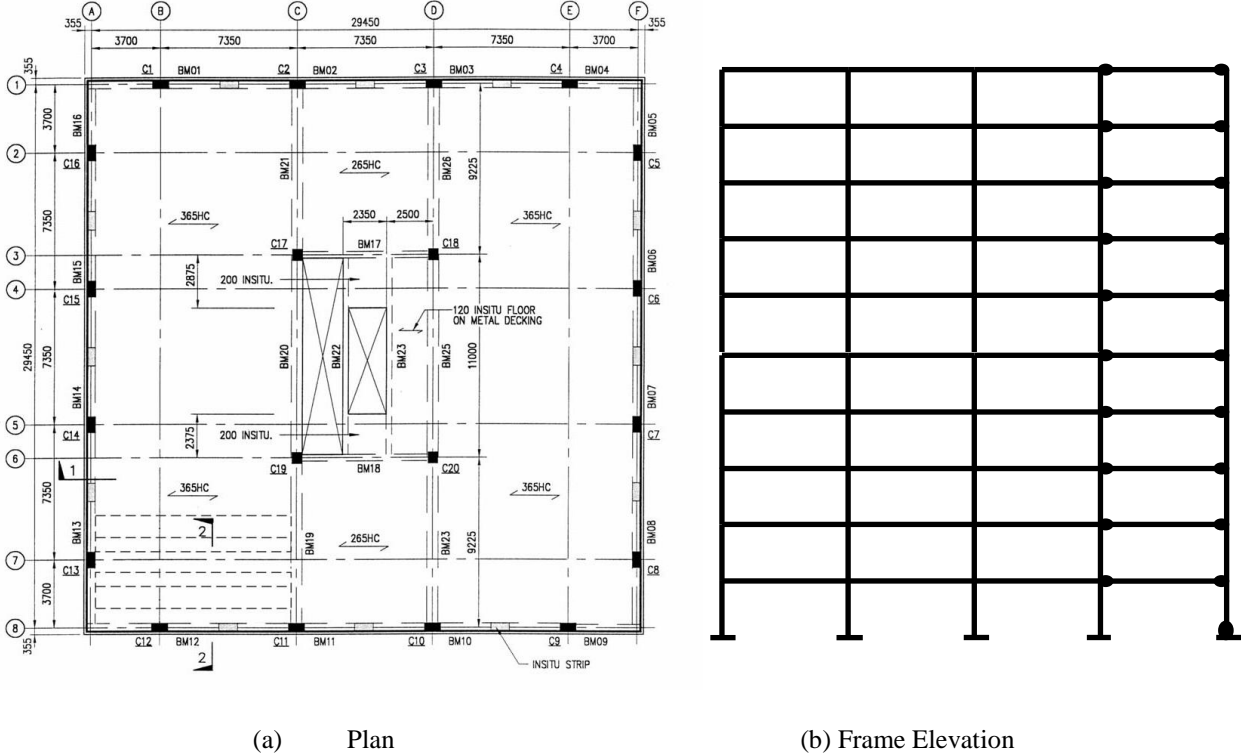 A B C D E F
355 29450 355
3700 7350 7350 7350 3700
C1 BM01 C2 BM02 C3 BM03 C4 BM04
355
1
3700
BM16
BM05
2
C16
BM21
265HC
BM26
9225
C5
7350
365HC
2350 2500
365HC
C17 BM17 C18
3
BM15
BM06
2875
200 INSITU.
4
C15
C6
120 INSITU FLOOR
ON METAL DECKING
29450
7350
BM20
BM22
BM23
BM25
11000
BM14
BM07
5
C14
2375
200 INSITU.
C7
6
C19 BM18 C20
1
365HC
365HC
7350
2
BM13
BM19
265HC
BM23
9225
BM08
7
C13
C8
3700
8
355
C12 BM12 C11 BM11 C10 BM10 C9 BM09
2
INSITU STRIP
(a) Plan
(b) Frame Elevation